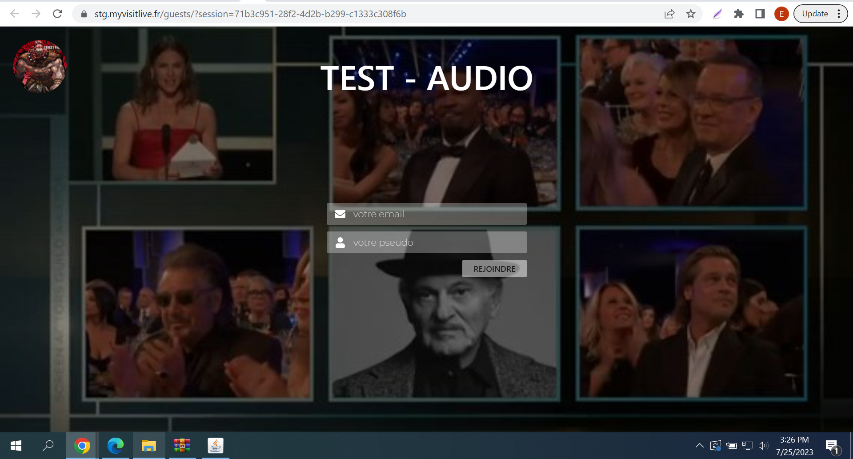 stg.myvisitlive.fr/guests/?session=71b3c951-28f2-4d2b-b299-c1333c308f6b
E
Update
TEST - AUDIO
votre email
votre pseudo
REJOINDRE
3:26 PM
7/25/2023
1